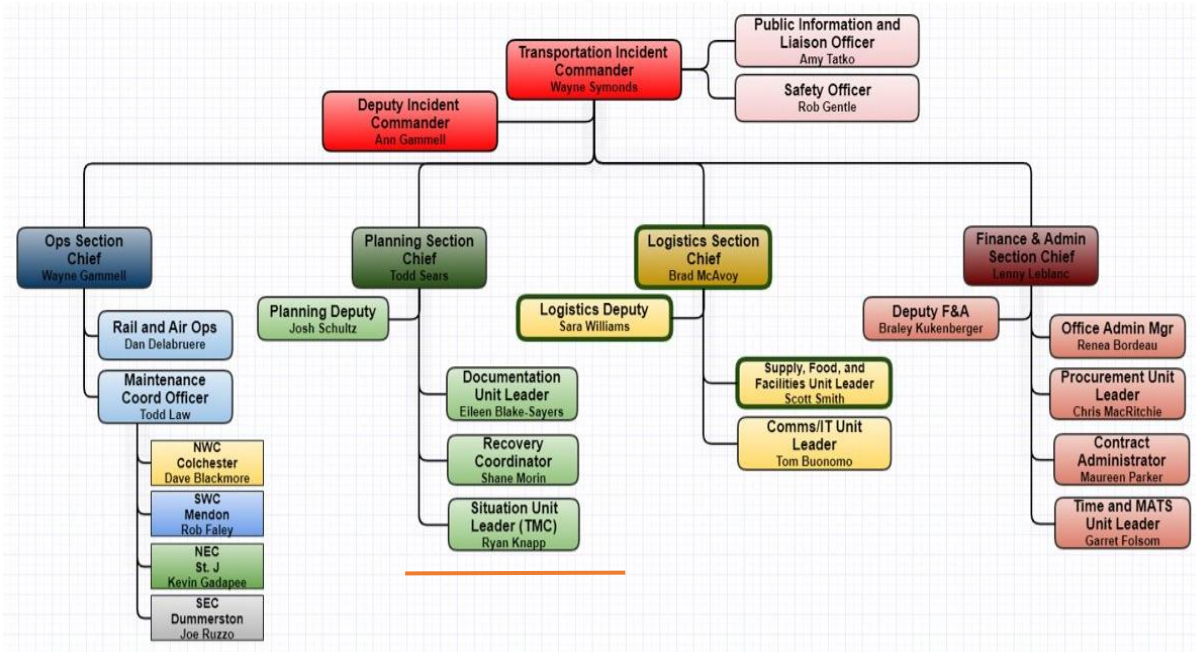 Public Information and
Liaison Officer
Amy Tatko
Transportation Incident
Commander
Wayne Symonds
Safety Officer
Rob Gentle
Deputy Incident
Commander
Ann Gammell
Ops Section
Chief
Wayne Gammell
Planning Section
Chief
Todd Sears
Logistics Section
Chief
Brad McAvoy
Finance & Admin
Section Chief
Lenny Leblanc
Planning Deputy
Josh Schultz
Logistics Deputy
Sara Williams
Deputy F&A
Braley Kukenberger
Rail and Air Ops
Dan Delabruere
Maintenance
Coord Officer
Todd Law
NWC
Colchester
Dave Blackmore
SWC
Mendon
Rob Faley
NEC
St. J
Kevin Gadapee
SEC
Dummerston
Joe Ruzzo
Documentation
Unit Leader
Eileen Blake-Sayers
Recovery
Coordinator
Shane Morin
Situation Unit
Leader (TMC)
Ryan Knapp
Supply, Food, and
Facilities Unit Leader
Scott Smith
Comms/IT Unit
Leader
Tom Buonomo
Office Admin Mgr
Renea Bordeau
Procurement Unit
Leader
Chris MacRitchie
Contract
Administrator
Maureen Parker
Time and MATS
Unit Leader
Garret Folsom